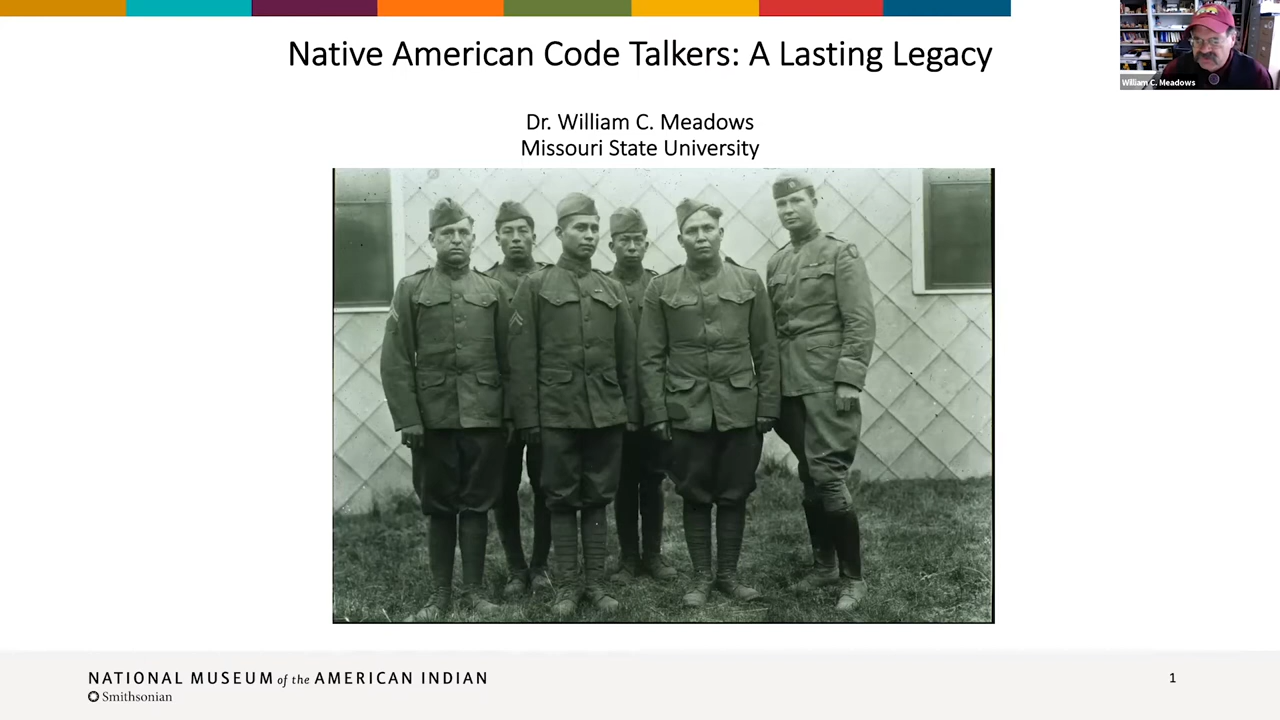 Native American Code Talkers: A Lasting Legacy
William C. Meadows
Dr. William C. Meadows
Missouri State University
NATIONAL MUSEUM of the AMERICAN INDIAN
Smithsonian
1